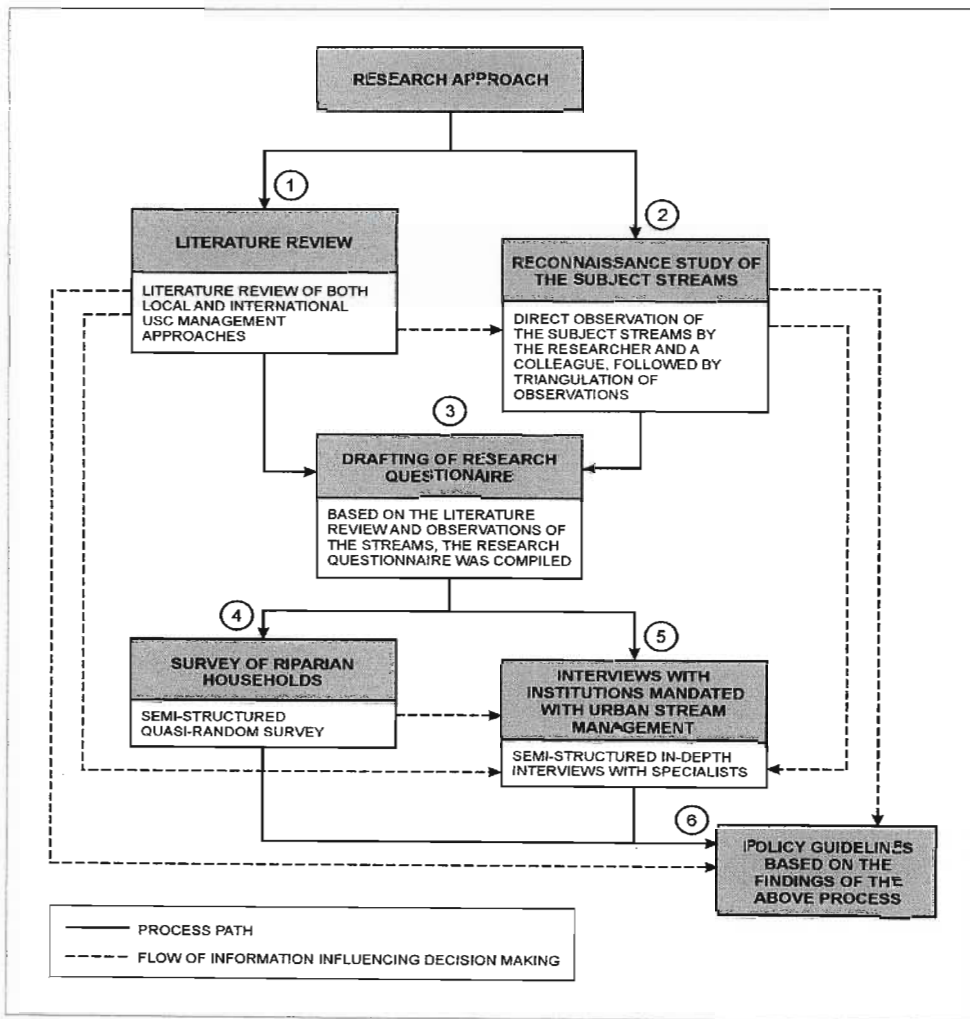 RESEARCH APPROACH
1
LITERATURE REVIEW
LITERATURE REVIEW OF BOTH
LOCAL AND INTERNATIONAL
USC MANAGEMENT
APPROACHES
2
RECONNAISSANCE STUDY OF
THE SUBJECT STREAMS
DIRECT OBSERVATION OF
THE SUBJECT STREAMS BY
THE RESEARCHER AND A
COLLEAGUE, FOLLOWED BY
TRIANGULATION OF
OBSERVATIONS
3
DRAFTING OF RESEARCH
QUESTIONAIRE
BASED ON THE LITERATURE
REVIEW AND OBSERVATIONS OF
THE STREAMS, THE RESEARCH
QUESTIONNAIRE WAS COMPILED
4
SURVEY OF RIPARIAN
HOUSEHOLDS
SEMI-STRUCTURED
QUASI-RANDOM SURVEY
5
INTERVIEWS WITH
INSTITUTIONS MANDATED
WITH URBAN STREAM
MANAGEMENT
SEMI-STRUCTURED IN-DEPTH
INTERVIEWS WITH SPECIALISTS
6
POLICY GUIDELINES
BASED ON THE
FINDINGS OF THE
ABOVE PROCESS
PROCESS PATH
FLOW OF INFORMATION INFLUENCING DECISION MAKING